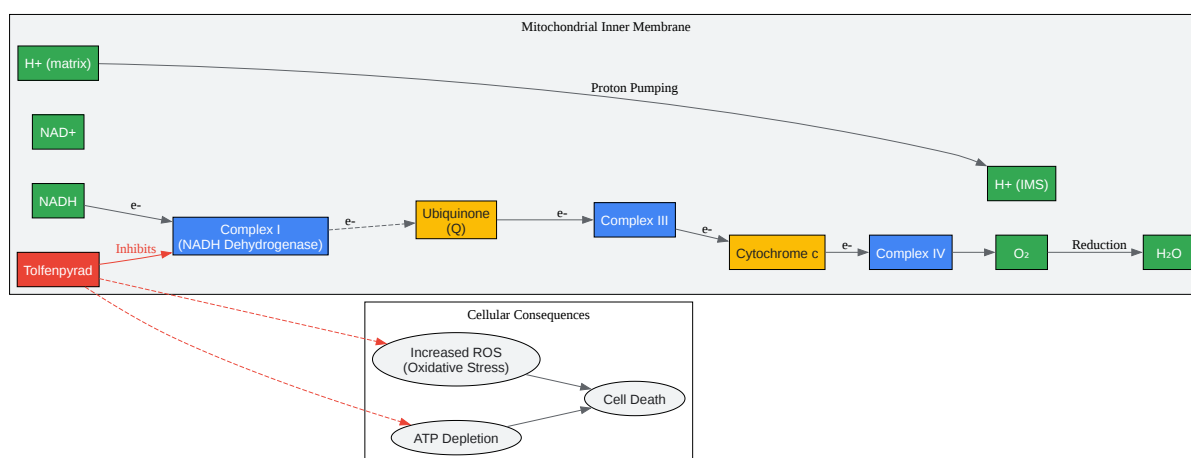 Mitochondrial Inner Membrane
H+ (matrix)
Proton Pumping
NAD+
H+ (IMS)
NADH
e-
Complex I
(NADH Dehydrogenase)
e-
Ubiquinone
(Q)
e-
Complex III
e-
Cytochrome c
e-
Complex IV
O₂
Reduction
H₂O
Inhibits
Tolfenpyrad
Cellular Consequences
Increased ROS
(Oxidative Stress)
Cell Death
ATP Depletion